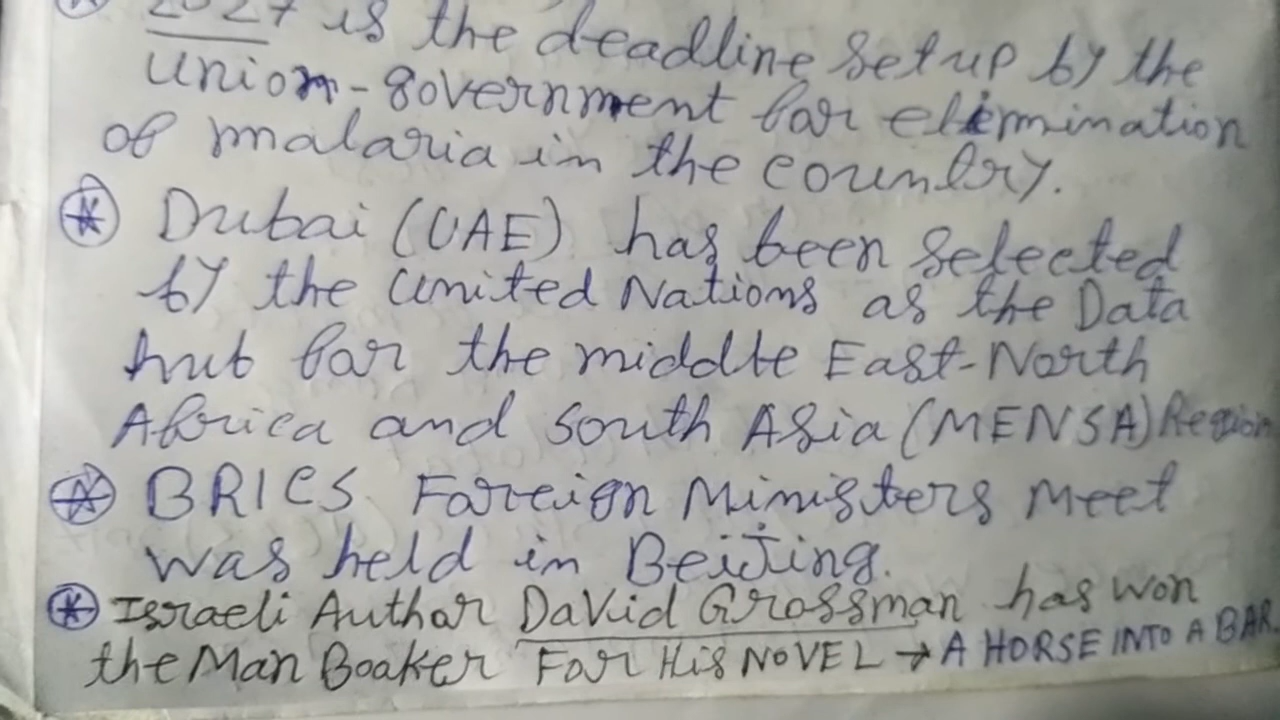 2027 is the deadline set up by the
Union-government for elimination
of malaria in the country.
Dubai (UAE) has been selected
by the United Nations as the Data
hub for the middle East-North
Africa and south Asia (MENSA) Region
BRICS Foreign Ministers Meet
was held in Beijing.
Israeli Author David Grossman has won
the Man Booker For His NOVEL → A HORSE INTO A BAR